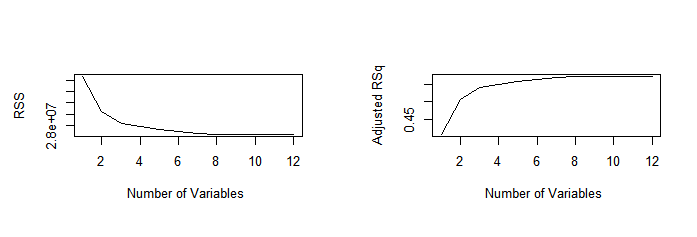 RSS
2.8e+07
2 4 6 8 10 12
Number of Variables
Adjusted RSq
0.45
2 4 6 8 10 12
Number of Variables